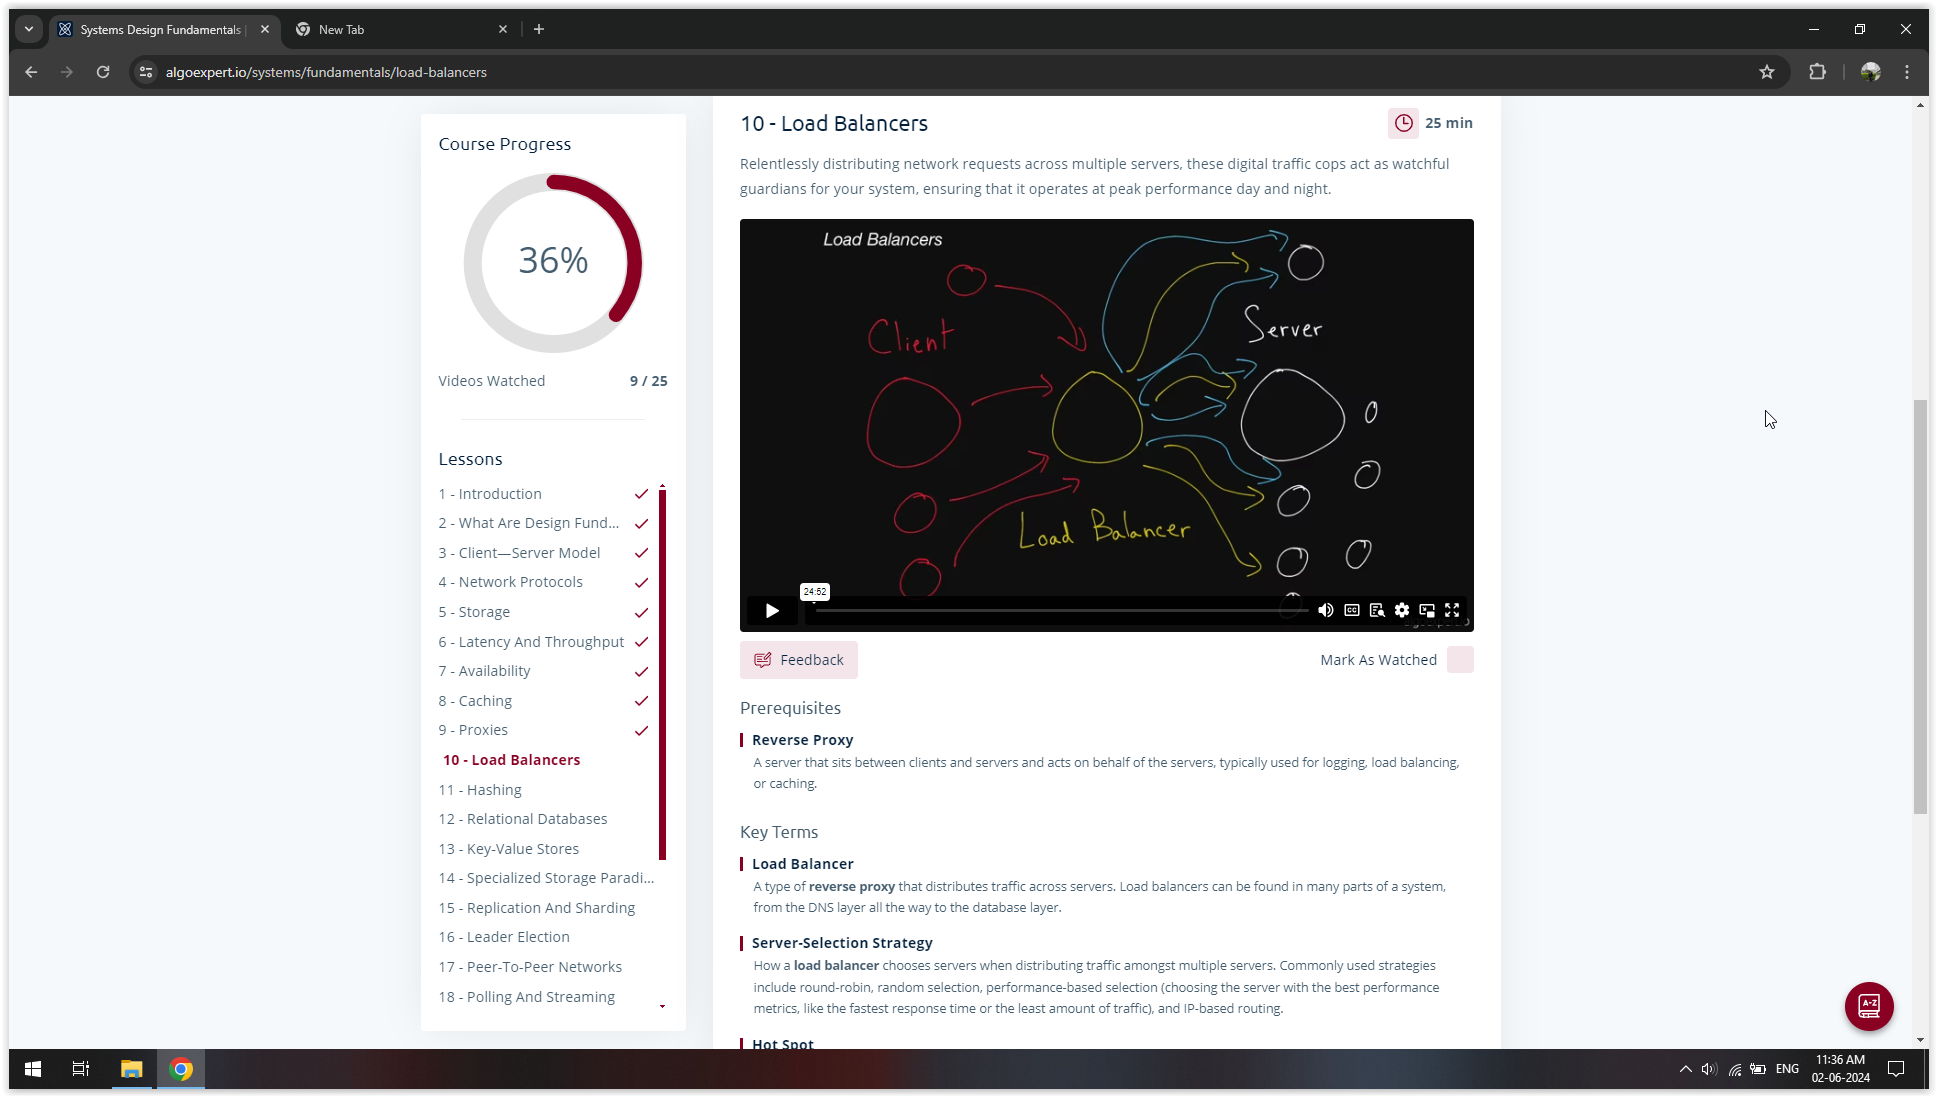 Systems Design Fundamentals |
New Tab
algoexpert.io/systems/fundamentals/load-balancers
Course Progress
36%
Videos Watched 9 / 25
Lessons
1 - Introduction
2 - What Are Design Fund...
3 - Client—Server Model
4 - Network Protocols
5 - Storage
6 - Latency And Throughput
7 - Availability
8 - Caching
9 - Proxies
10 - Load Balancers
11 - Hashing
12 - Relational Databases
13 - Key-Value Stores
14 - Specialized Storage Paradi...
15 - Replication And Sharding
16 - Leader Election
17 - Peer-To-Peer Networks
18 - Polling And Streaming
10 - Load Balancers
25 min
Relentlessly distributing network requests across multiple servers, these digital traffic cops act as watchful
guardians for your system, ensuring that it operates at peak performance day and night.
Load Balancers
Client
Server
Load Balancer
24:52
CC
Feedback
Mark As Watched
Prerequisites
Reverse Proxy
A server that sits between clients and servers and acts on behalf of the servers, typically used for logging, load balancing,
or caching.
Key Terms
Load Balancer
A type of reverse proxy that distributes traffic across servers. Load balancers can be found in many parts of a system,
from the DNS layer all the way to the database layer.
Server-Selection Strategy
How a load balancer chooses servers when distributing traffic amongst multiple servers. Commonly used strategies
include round-robin, random selection, performance-based selection (choosing the server with the best performance
metrics, like the fastest response time or the least amount of traffic), and IP-based routing.
Hot Spot
A-Z
ENG
11:36 AM
02-06-2024